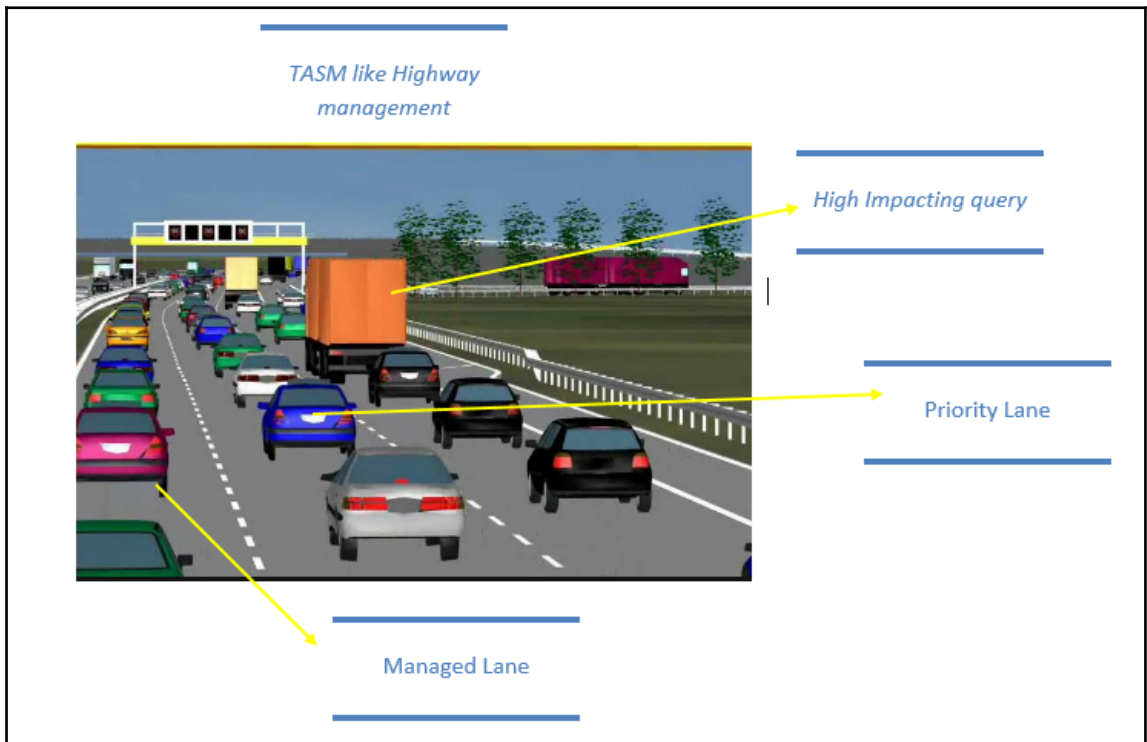 TASM like Highway
management
High Impacting query
Priority Lane
Managed Lane